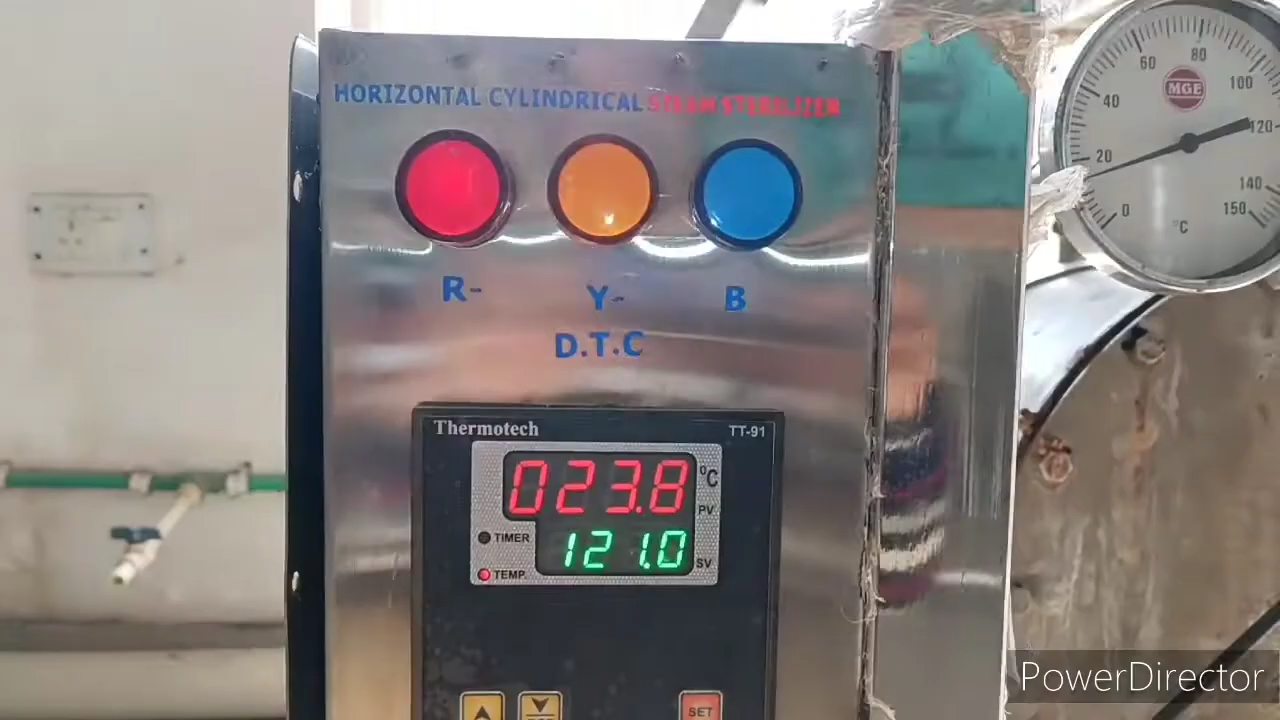 HORIZONTAL CYLINDRICAL STEAM STERILIZER
R- Y- B
D.T.C
Thermotech TT-91
023.8 °C
PV
TIMER 121.0 SV
TEMP
SET
0 20 40 60 80 100 120 140 150
MGE
°C
PowerDirector